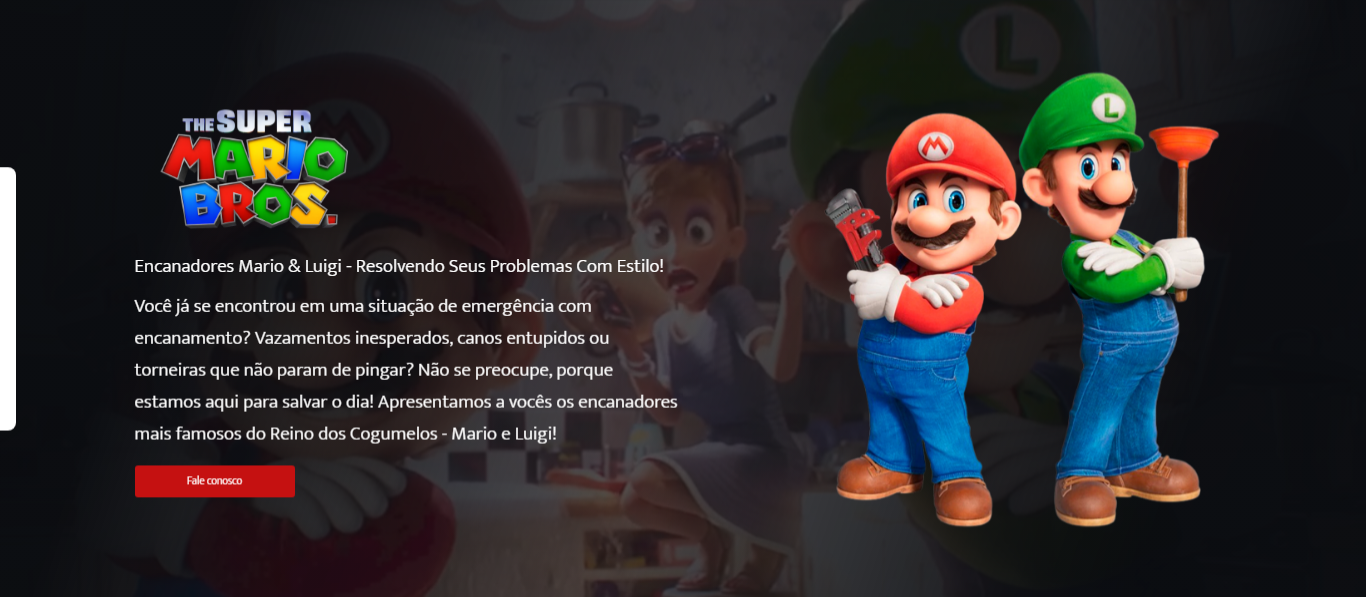 THE SUPER
MARIO
BROS.
Encanadores Mario & Luigi - Resolvendo Seus Problemas Com Estilo!
Você já se encontrou em uma situação de emergência com
encanamento? Vazamentos inesperados, canos entupidos ou
torneiras que não param de pingar? Não se preocupe, porque
estamos aqui para salvar o dia! Apresentamos a vocês os encanadores
mais famosos do Reino dos Cogumelos - Mario e Luigi!
Fale conosco
M
L
M
L